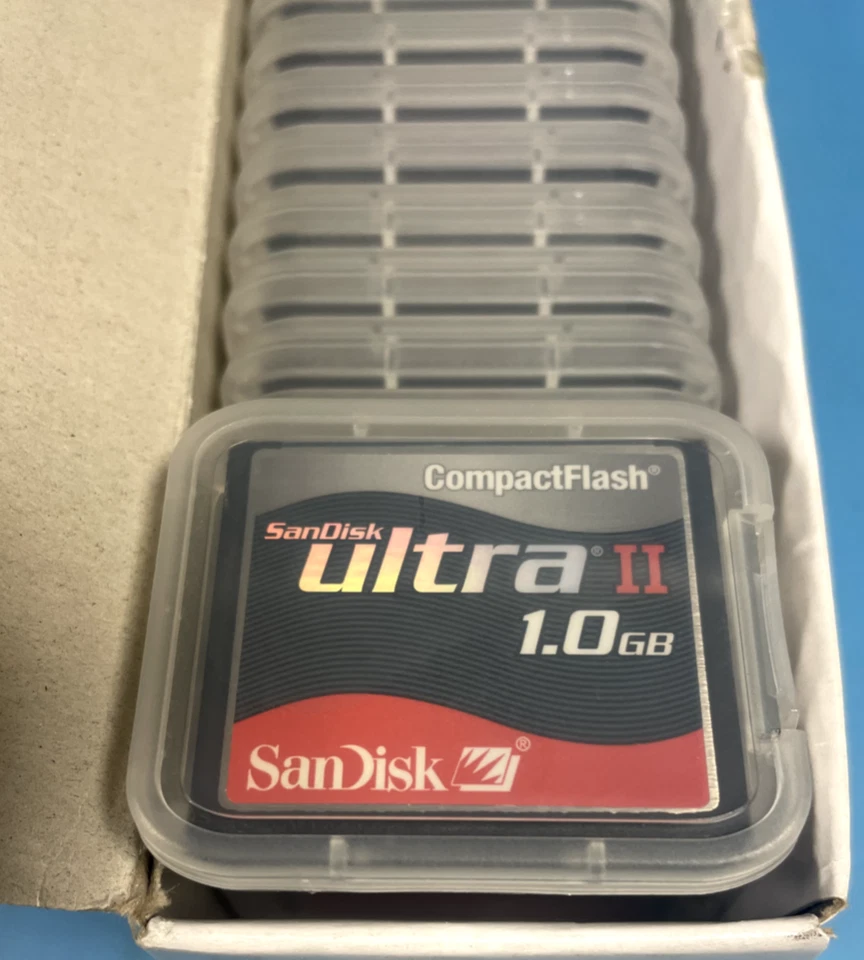 CompactFlash®
SanDisk
ultra® II
1.0GB
SanDisk®